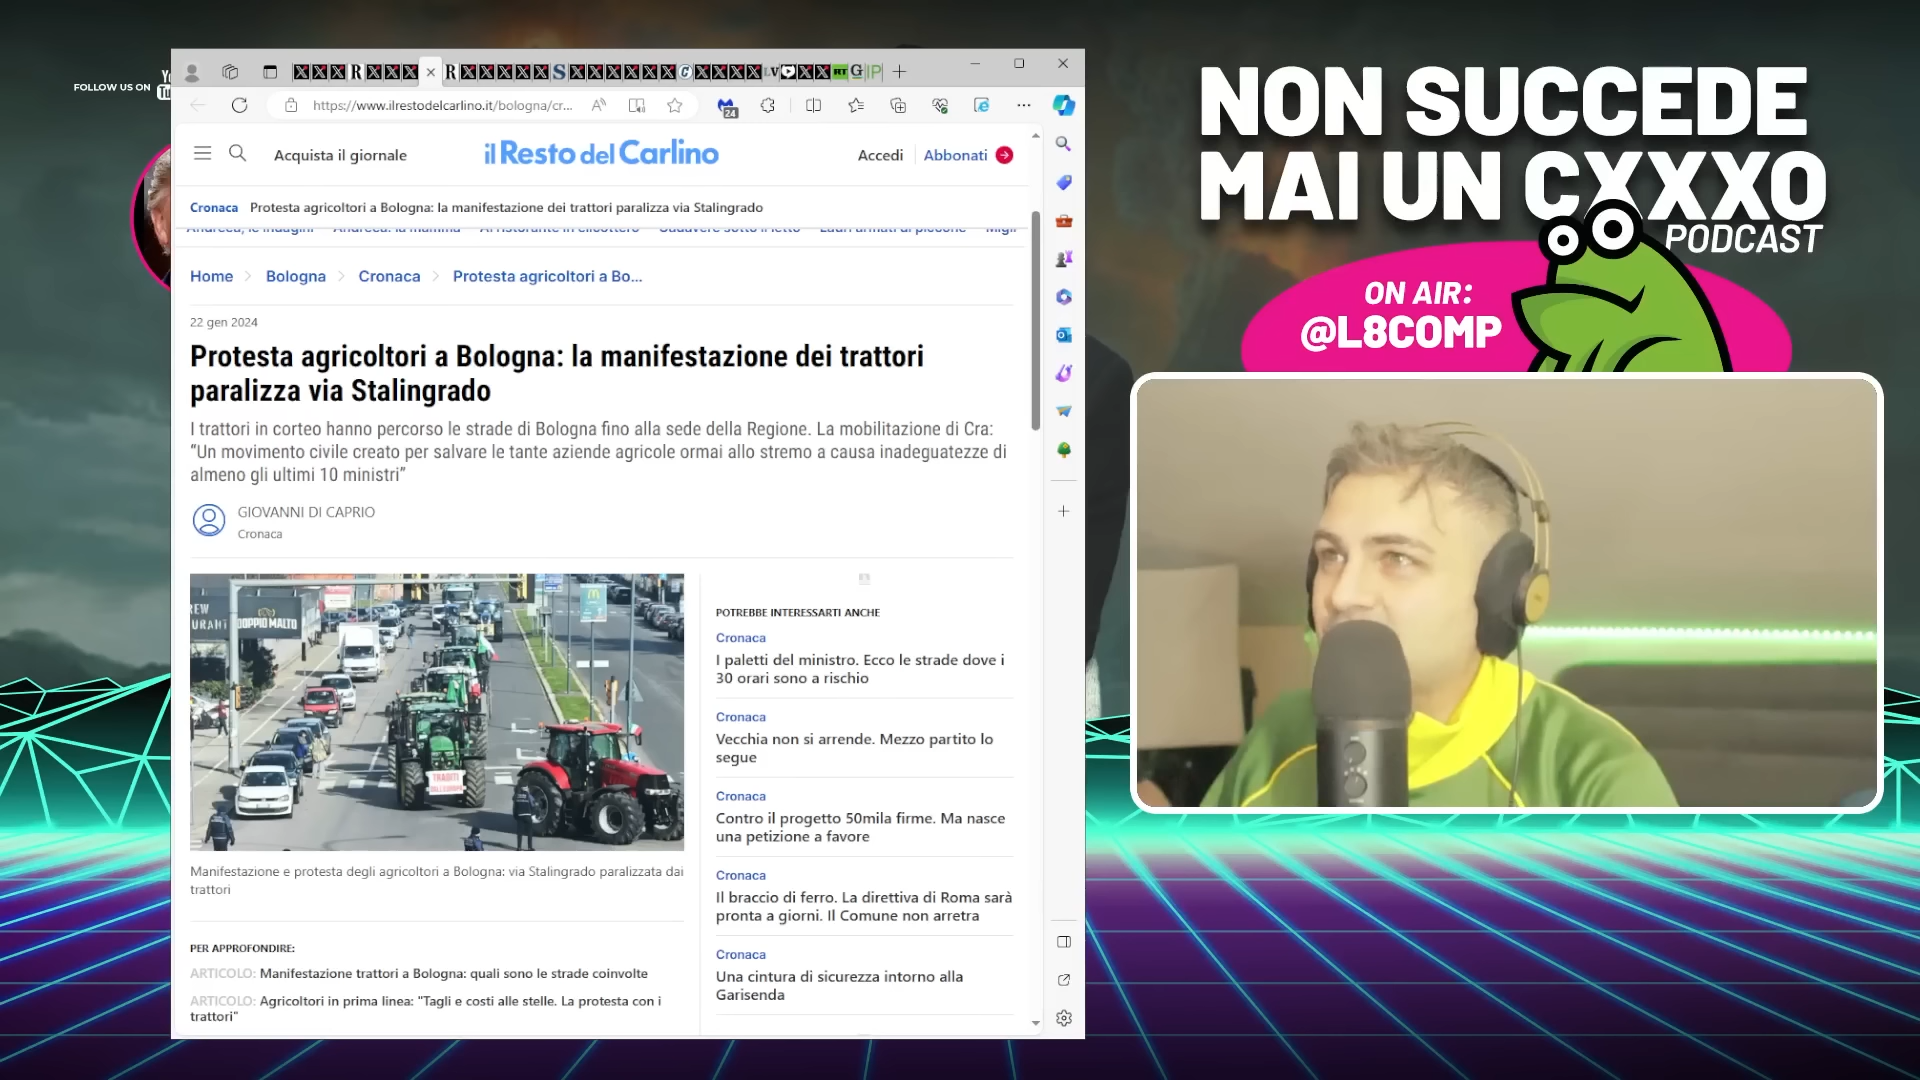 FOLLOW US ON
https://www.ilrestodelcarlino.it/bologna/cr...
24
Acquista il giornale
il Resto del Carlino
Accedi
Abbonati
Cronaca Protesta agricoltori a Bologna: la manifestazione dei trattori paralizza via Stalingrado
Home
Bologna
Cronaca
Protesta agricoltori a Bo...
22 gen 2024
Protesta agricoltori a Bologna: la manifestazione dei trattori
paralizza via Stalingrado
I trattori in corteo hanno percorso le strade di Bologna fino alla sede della Regione. La mobilitazione di Cra:
“Un movimento civile creato per salvare le tante aziende agricole ormai allo stremo a causa inadeguatezze di
almeno gli ultimi 10 ministri”
GIOVANNI DI CAPRIO
Cronaca
DOPPIO MALTO
TRADITI
DALL'EUROPA
Manifestazione e protesta degli agricoltori a Bologna: via Stalingrado paralizzata dai
trattori
PER APPROFONDIRE:
ARTICOLO: Manifestazione trattori a Bologna: quali sono le strade coinvolte
ARTICOLO: Agricoltori in prima linea: "Tagli e costi alle stelle. La protesta con i
trattori"
POTREBBE INTERESSARTI ANCHE
Cronaca
I paletti del ministro. Ecco le strade dove i
30 orari sono a rischio
Cronaca
Vecchia non si arrende. Mezzo partito lo
segue
Cronaca
Contro il progetto 50mila firme. Ma nasce
una petizione a favore
Cronaca
Il braccio di ferro. La direttiva di Roma sarà
pronta a giorni. Il Comune non arretra
Cronaca
Una cintura di sicurezza intorno alla
Garisenda
NON SUCCEDE
MAI UN CXXXO
PODCAST
ON AIR:
@L8COMP